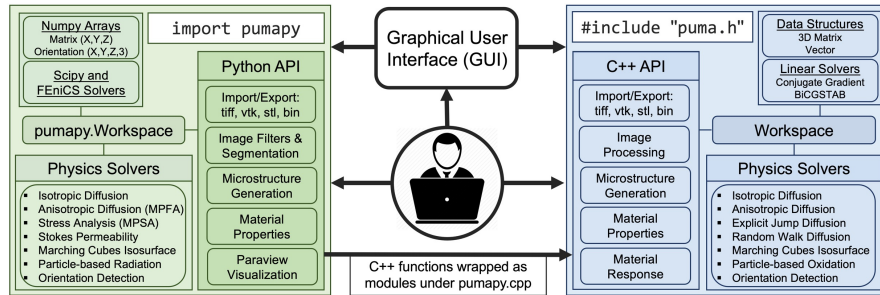 Numpy Arrays
Matrix (X,Y,Z)
Orientation (X,Y,Z,3)
Scipy and
FEniCS Solvers
pumapy.Workspace
Physics Solvers
▪ Isotropic Diffusion
▪ Anisotropic Diffusion (MPFA)
▪ Stress Analysis (MPSA)
▪ Stokes Permeability
▪ Marching Cubes Isosurface
▪ Particle-based Radiation
▪ Orientation Detection
import pumapy
Python API
Import/Export:
tiff, vtk, stl, bin
Image Filters &
Segmentation
Microstructure
Generation
Material
Properties
Paraview
Visualization
Graphical User
Interface (GUI)
C++ functions wrapped as
modules under pumapy.cpp
#include "puma.h"
C++ API
Import/Export:
tiff, vtk, stl, bin
Image
Processing
Microstructure
Generation
Material
Properties
Material
Response
Data Structures
3D Matrix
Vector
Linear Solvers
Conjugate Gradient
BiCGSTAB
Workspace
Physics Solvers
▪ Isotropic Diffusion
▪ Anisotropic Diffusion
▪ Explicit Jump Diffusion
▪ Random Walk Diffusion
▪ Marching Cubes Isosurface
▪ Particle-based Oxidation
▪ Orientation Detection